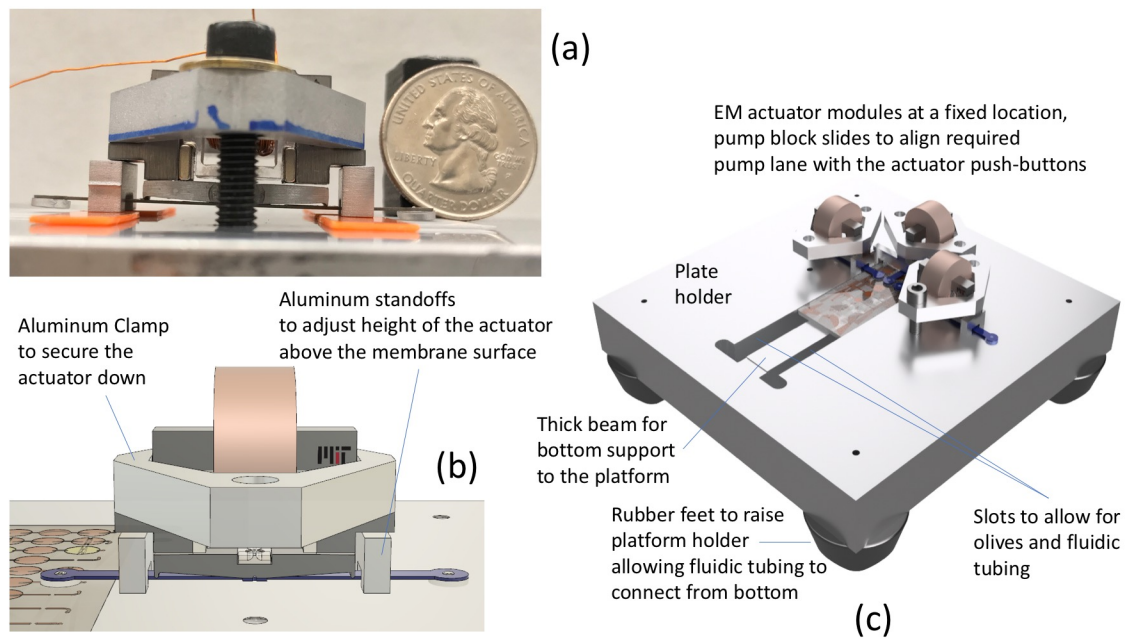 (a)
UNITED STATES OF AMERICA
LIBERTY
QUARTER DOLLAR
EM actuator modules at a fixed location,
pump block slides to align required
pump lane with the actuator push-buttons
Plate
holder
Aluminum standoffs
to adjust height of the actuator
above the membrane surface
Aluminum Clamp
to secure the
actuator down
MIT
(b)
Thick beam for
bottom support
to the platform
Rubber feet to raise
platform holder
allowing fluidic tubing to
connect from bottom
Slots to allow for
olives and fluidic
tubing
(c)